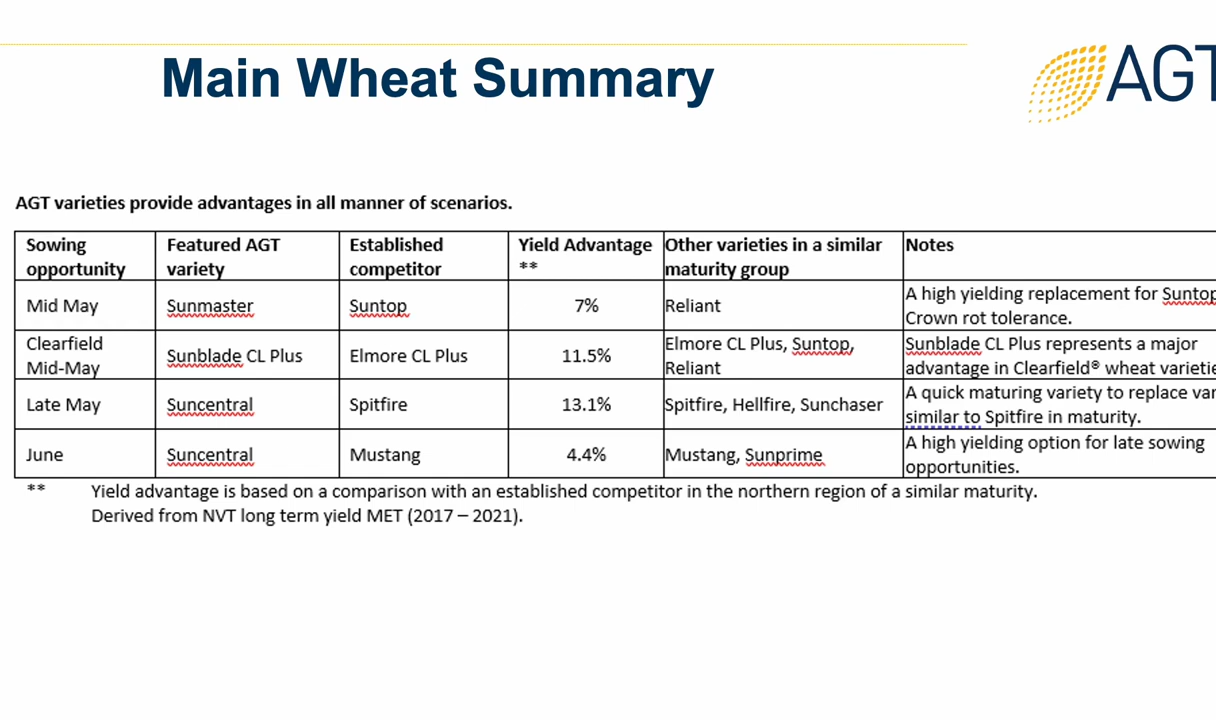 Main Wheat Summary
AGT
AGT varieties provide advantages in all manner of scenarios.
Sowing opportunity Featured AGT variety Established competitor Yield Advantage ** Other varieties in a similar maturity group Notes
Mid May Sunmaster Suntop 7% Reliant A high yielding replacement for Suntop Crown rot tolerance.
Clearfield Mid-May Sunblade CL Plus Elmore CL Plus 11.5% Elmore CL Plus, Suntop, Reliant Sunblade CL Plus represents a major advantage in Clearfield® wheat
Late May Suncentral Spitfire 13.1% Spitfire, Hellfire, Sunchaser A quick maturing variety to replace similar to Spitfire in maturity.
June Suncentral Mustang 4.4% Mustang, Sunprime A high yielding option for late sowing opportunities.
** Yield advantage is based on a comparison with an established competitor in the northern region of a similar maturity.
Derived from NVT long term yield MET (2017 – 2021).